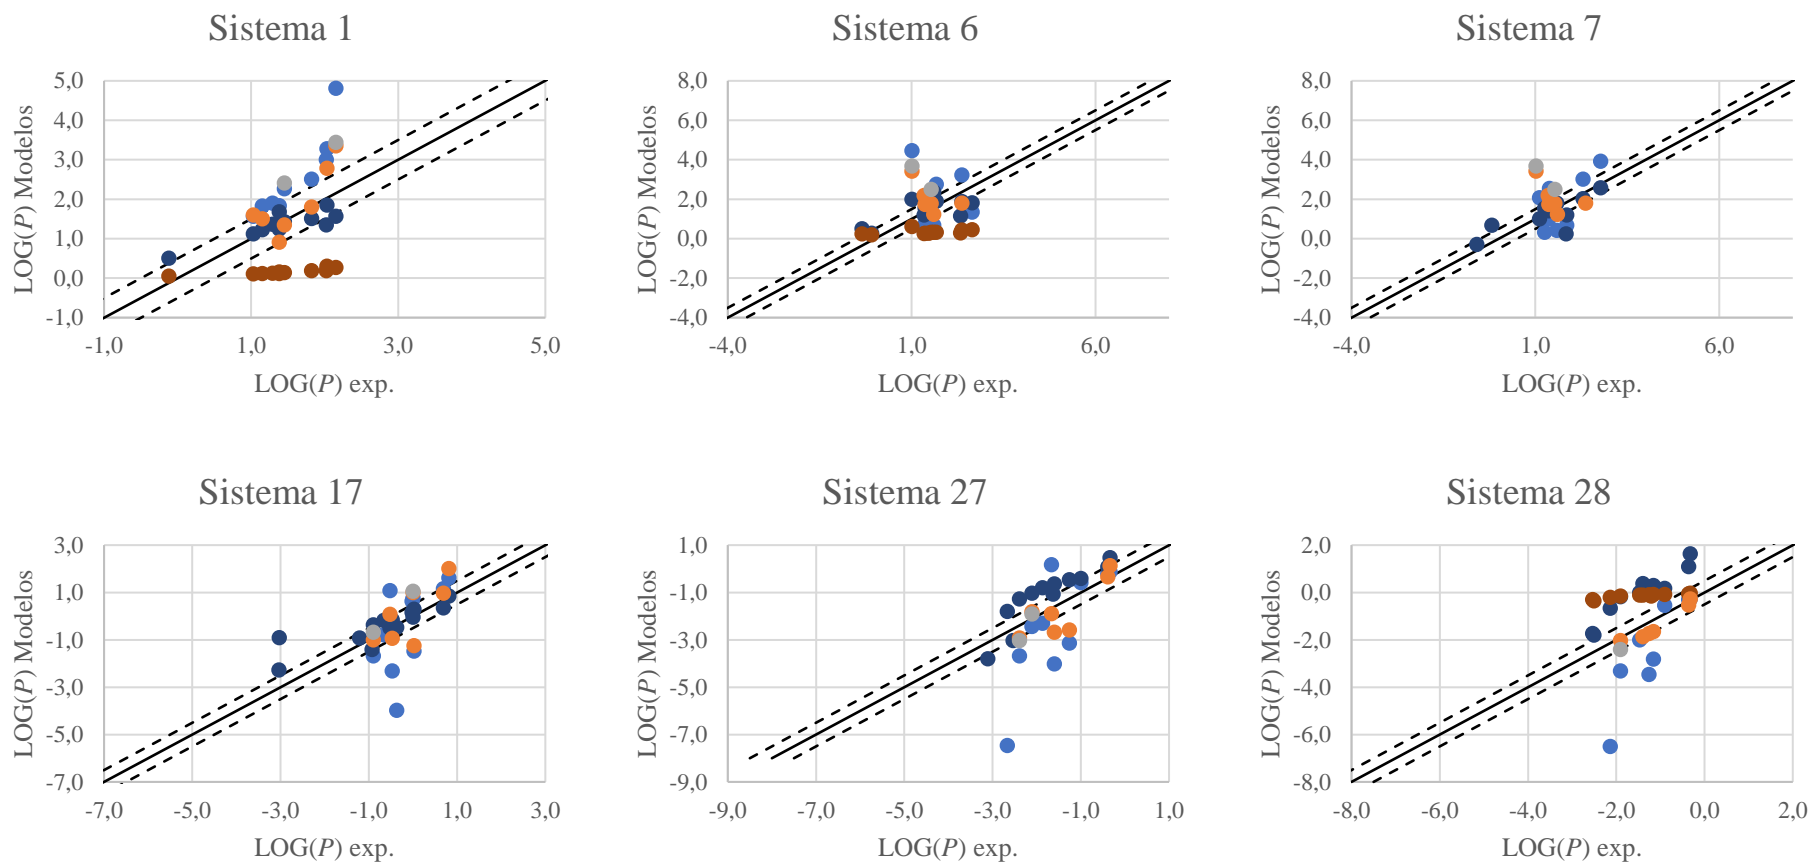 Sistema 1
5,0
4,0
3,0
2,0
1,0
0,0
-1,0
-1,0 1,0 3,0 5,0
LOG(P) Modelos
LOG(P) exp.
Sistema 6
8,0
6,0
4,0
2,0
0,0
-2,0
-4,0
-4,0 1,0 6,0
LOG(P) Modelos
LOG(P) exp.
Sistema 7
8,0
6,0
4,0
2,0
0,0
-2,0
-4,0
-4,0 1,0 6,0
LOG(P) Modelos
LOG(P) exp.
Sistema 17
3,0
1,0
-1,0
-3,0
-5,0
-7,0
-7,0 -5,0 -3,0 -1,0 1,0 3,0
LOG(P) Modelos
LOG(P) exp.
Sistema 27
1,0
-1,0
-3,0
-5,0
-7,0
-9,0
-9,0 -7,0 -5,0 -3,0 -1,0 1,0
LOG(P) Modelos
LOG(P) exp.
Sistema 28
2,0
0,0
-2,0
-4,0
-6,0
-8,0
-8,0 -6,0 -4,0 -2,0 0,0 2,0
LOG(P) Modelos
LOG(P) exp.